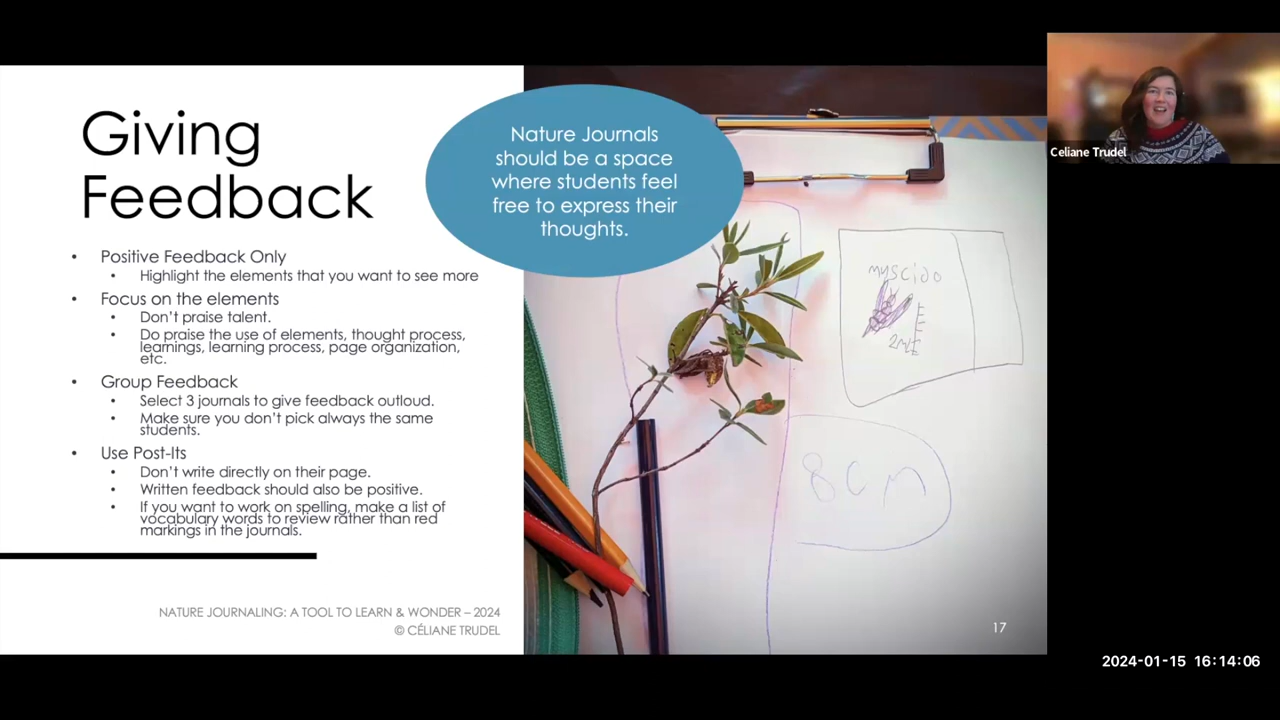 Giving
Feedback
Nature Journals
should be a space
where students feel
free to express their
thoughts.
• Positive Feedback Only
• Highlight the elements that you want to see more
• Focus on the elements
• Don't praise talent.
• Do praise the use of elements, thought process,
learnings, learning process, page organization,
etc.
• Group Feedback
• Select 3 journals to give feedback outloud.
• Make sure you don't pick always the same
students.
• Use Post-Its
• Don't write directly on their page.
• Written feedback should also be positive.
• If you want to work on spelling, make a list of
vocabulary words to review rather than red
markings in the journals.
NATURE JOURNALING: A TOOL TO LEARN & WONDER – 2024
© CÉLIANE TRUDEL
8cm
17
Celiane Trudel
2024-01-15 16:14:06